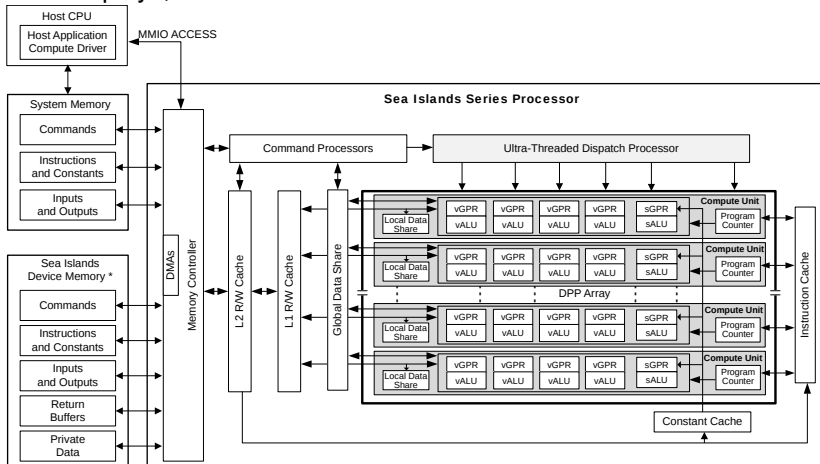 Host CPU
Host Application
Compute Driver
MMIO ACCESS
System Memory
Commands
Instructions
and Constants
Inputs
and Outputs
Sea Islands
Device Memory *
Commands
Instructions
and Constants
Inputs
and Outputs
Return
Buffers
Private
Data
Sea Islands Series Processor
DMAs
Memory Controller
Command Processors
Ultra-Threaded Dispatch Processor
L2 R/W Cache
L1 R/W Cache
Global Data Share
Compute Unit
Local Data
Share
vGPR
vALU
vGPR
vALU
vGPR
vALU
vGPR
vALU
sGPR
sALU
Program
Counter
Compute Unit
Local Data
Share
vGPR
vALU
vGPR
vALU
vGPR
vALU
vGPR
vALU
sGPR
sALU
Program
Counter
DPP Array
Compute Unit
Local Data
Share
vGPR
vALU
vGPR
vALU
vGPR
vALU
vGPR
vALU
sGPR
sALU
Program
Counter
Compute Unit
Local Data
Share
vGPR
vALU
vGPR
vALU
vGPR
vALU
vGPR
vALU
sGPR
sALU
Program
Counter
Instruction Cache
Constant Cache